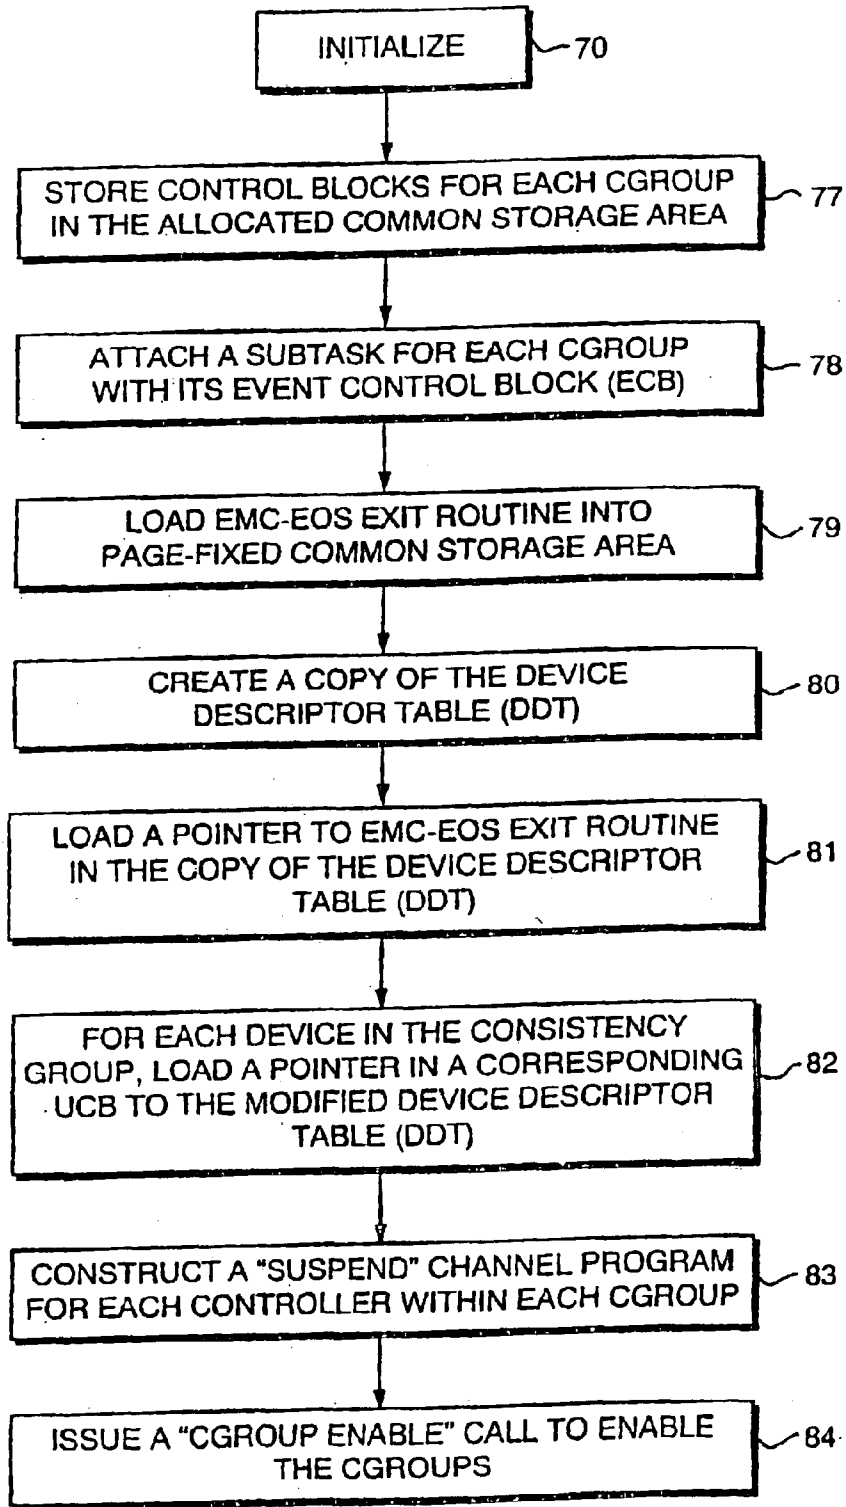 INITIALIZE
70
STORE CONTROL BLOCKS FOR EACH CGROUP
IN THE ALLOCATED COMMON STORAGE AREA
77
ATTACH A SUBTASK FOR EACH CGROUP
WITH ITS EVENT CONTROL BLOCK (ECB)
78
LOAD EMC-EOS EXIT ROUTINE INTO
PAGE-FIXED COMMON STORAGE AREA
79
CREATE A COPY OF THE DEVICE
DESCRIPTOR TABLE (DDT)
80
LOAD A POINTER TO EMC-EOS EXIT ROUTINE
IN THE COPY OF THE DEVICE DESCRIPTOR
TABLE (DDT)
81
FOR EACH DEVICE IN THE CONSISTENCY
GROUP, LOAD A POINTER IN A CORRESPONDING
UCB TO THE MODIFIED DEVICE DESCRIPTOR
TABLE (DDT)
82
CONSTRUCT A "SUSPEND" CHANNEL PROGRAM
FOR EACH CONTROLLER WITHIN EACH CGROUP
83
ISSUE A "CGROUP ENABLE" CALL TO ENABLE
THE CGROUPS
84